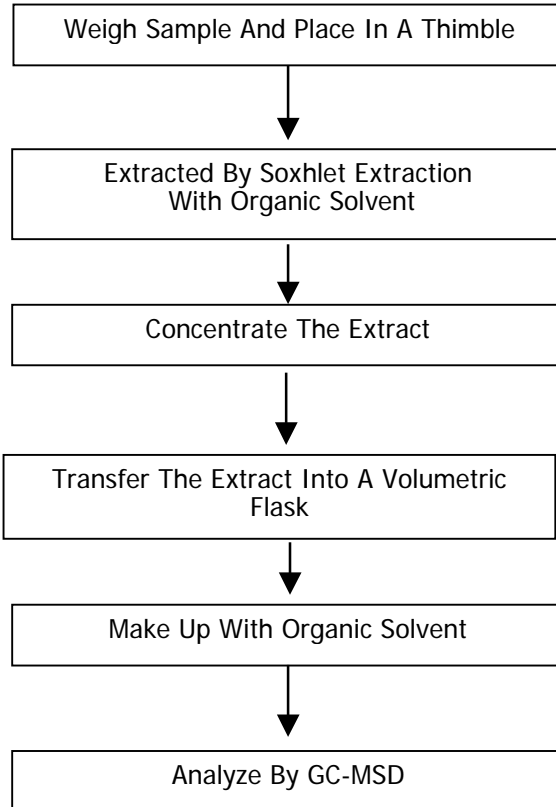 Weigh Sample And Place In A Thimble
Extracted By Soxhlet Extraction
With Organic Solvent
Concentrate The Extract
Transfer The Extract Into A Volumetric
Flask
Make Up With Organic Solvent
Analyze By GC-MSD